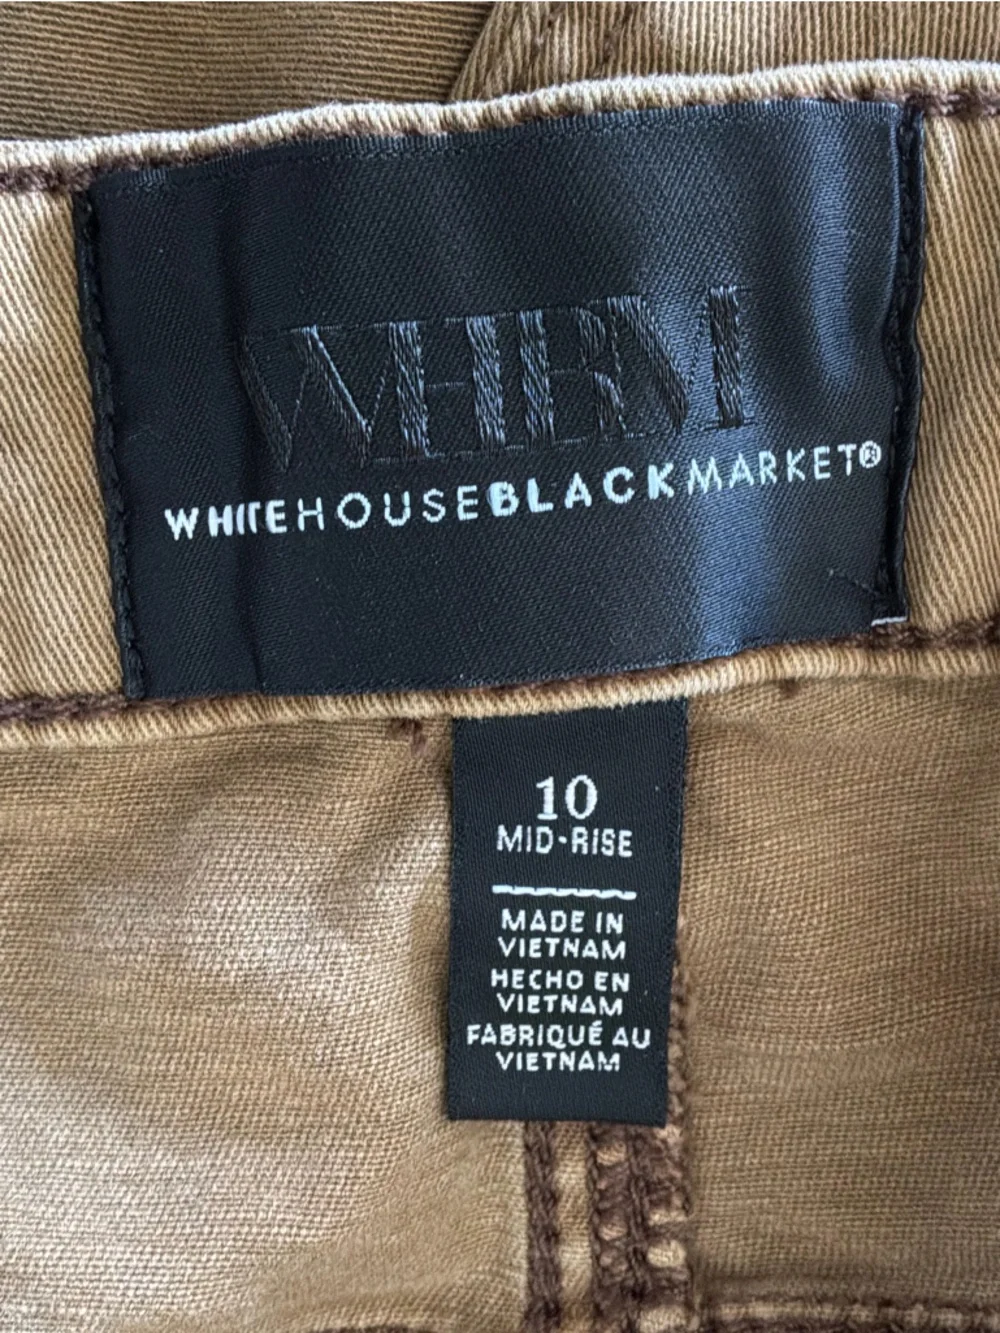 WHBM
WHITEHOUSEBLACKMARKET®
10
MID-RISE
MADE IN
VIETNAM
HECHO EN
VIETNAM
FABRIQUÉ AU
VIETNAM